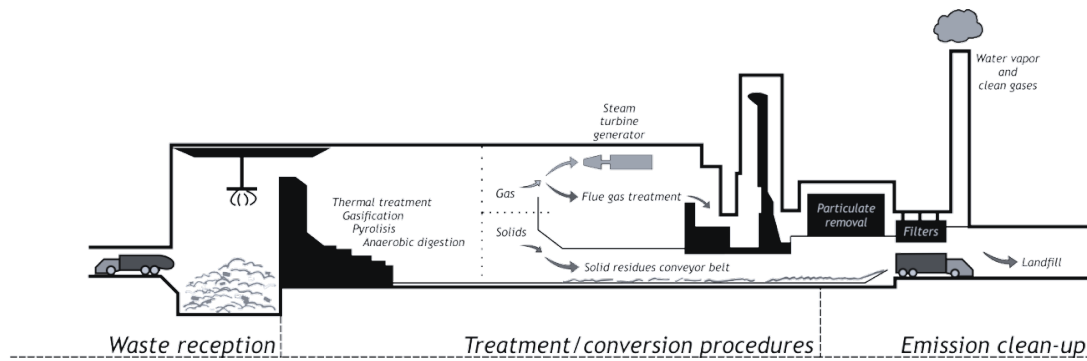 Water vapor
and
clean gases
Steam
turbine
generator
Thermal treatment
Gasification
Pyrolisis
Anaerobic digestion
Gas
Flue gas treatment
Solids
Solid residues conveyor belt
Particulate
removal
Filters
Landfill
Waste reception
Treatment/conversion procedures
Emission clean-up